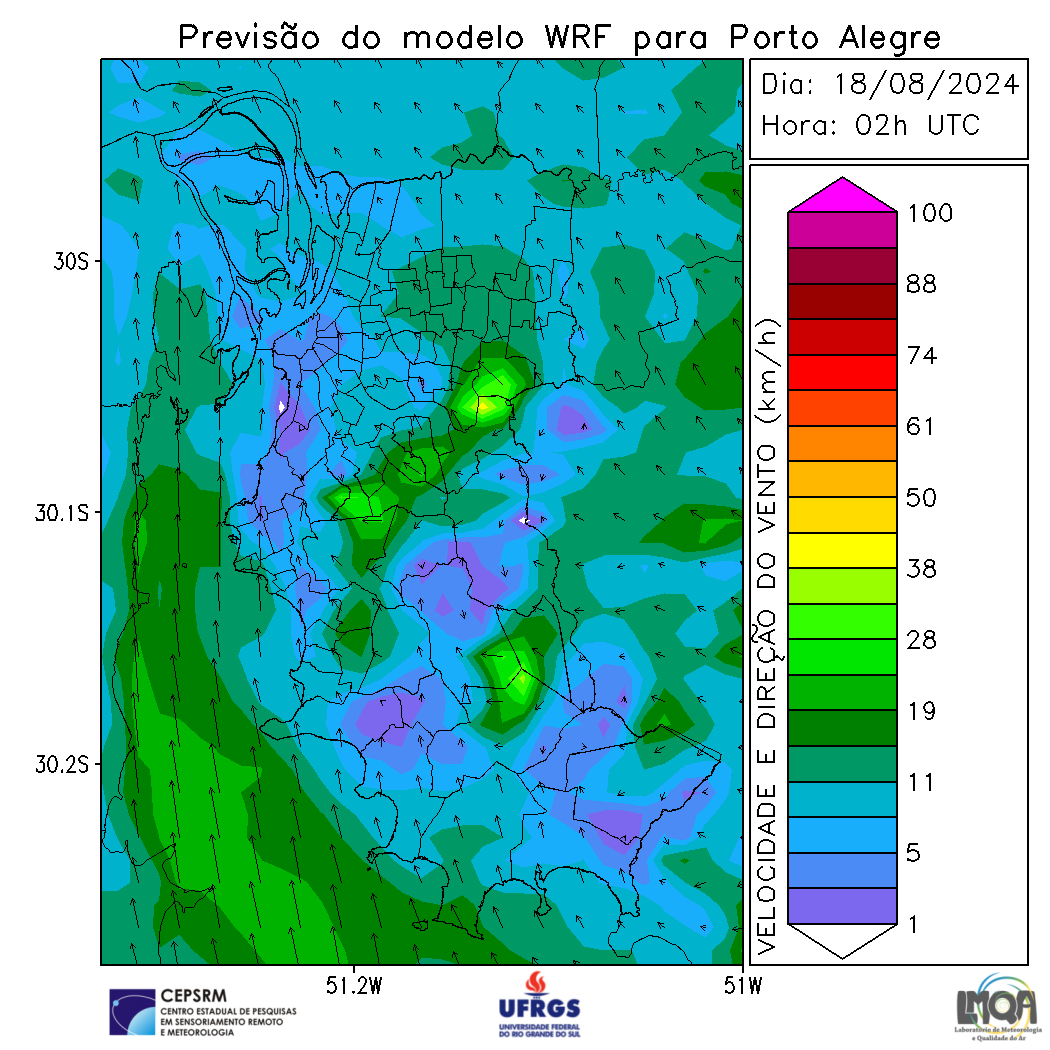 Previsão do modelo WRF para Porto Alegre
Dia: 18/08/2024
Hora: 02h UTC
30S
30.1S
30.2S
51.2W
51W
VELOCIDADE E DIREÇÃO DO VENTO (km/h)
100
88
74
61
50
38
28
19
11
5
1
CEPSRM
CENTRO ESTADUAL DE PESQUISAS
EM SENSORIAMENTO REMOTO
E METEOROLOGIA
UFRGS
UNIVERSIDADE FEDERAL
DO RIO GRANDE DO SUL
LMQA
Laboratório de Meteorologia
e Qualidade do Ar